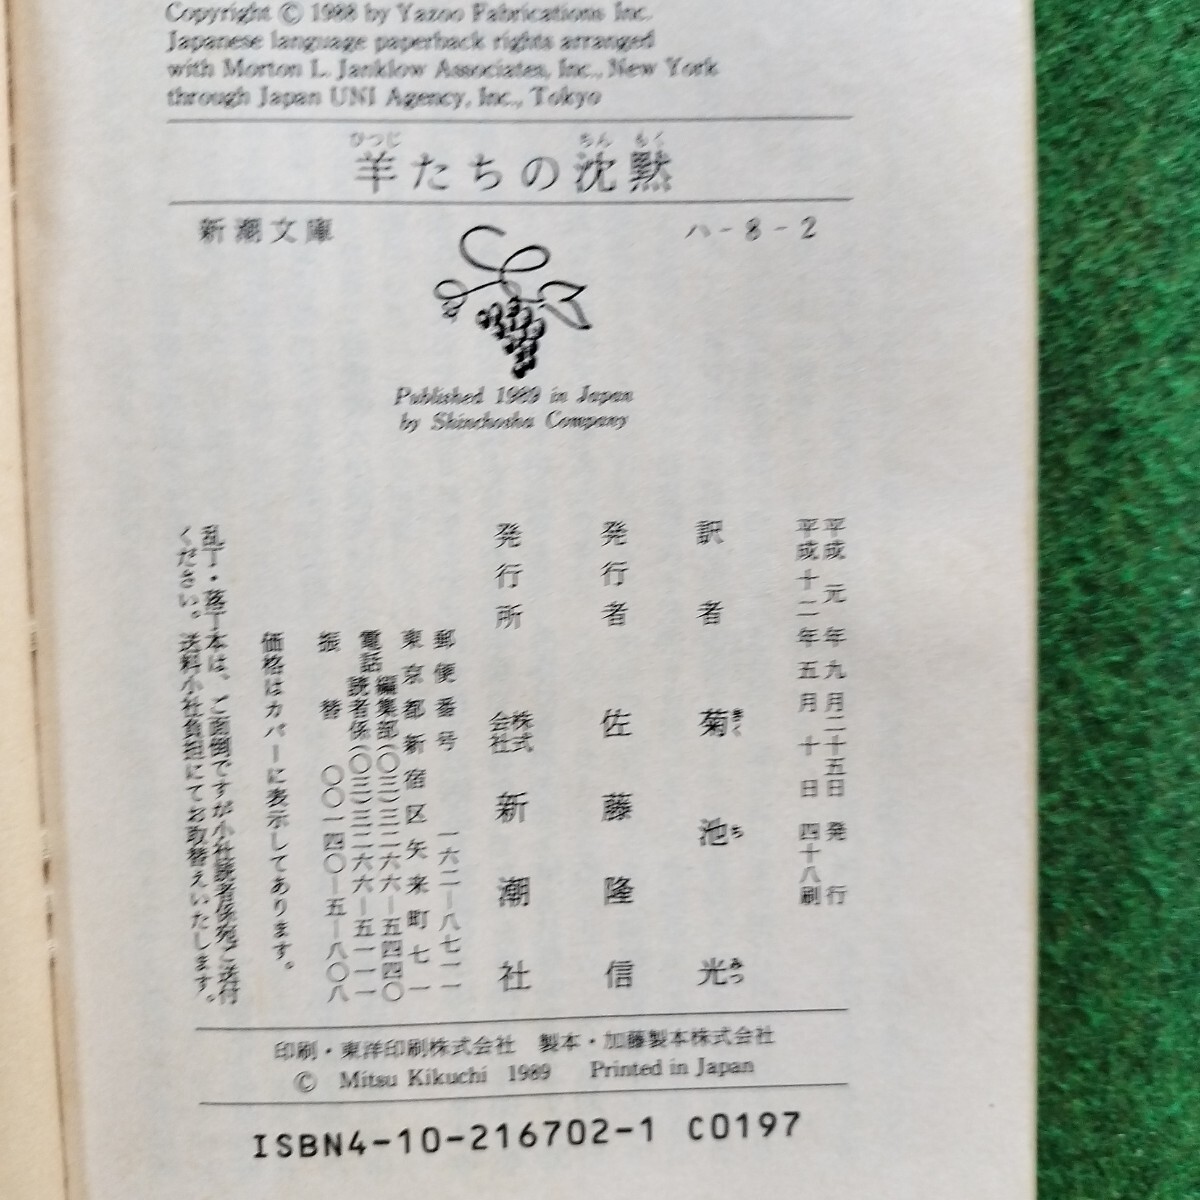 Copyright © 1988 by Yazoo Fabrications Inc.
Japanese language paperback rights arranged
with Morton L. Janklow Associates, Inc., New York
through Japan UNI Agency, Inc., Tokyo
羊たちの沈黙
ひつじ ちん もく
新潮文庫 ハ-8-2
Published 1989 in Japan
by Shinchosha Company
平成元年九月二十五日発行
平成十二年五月十日四十八刷
訳者 菊池光
きく ち みつ
発行者 佐藤隆信
発行所 株式会社 新潮社
郵便番号 一六二―八七一一
東京都新宿区矢来町七一
電話 編集部(〇三)三二六六―五四四〇
読者係(〇三)三二六六―五一一一
振替 〇〇一四〇―五―八〇八
価格はカバーに表示してあります。
乱丁・落丁本は、ご面倒ですが小社読者係宛ご送付
ください。送料小社負担にてお取替えいたします。
印刷・東洋印刷株式会社 製本・加藤製本株式会社
© Mitsu Kikuchi 1989 Printed in Japan
ISBN4-10-216702-1 C0197